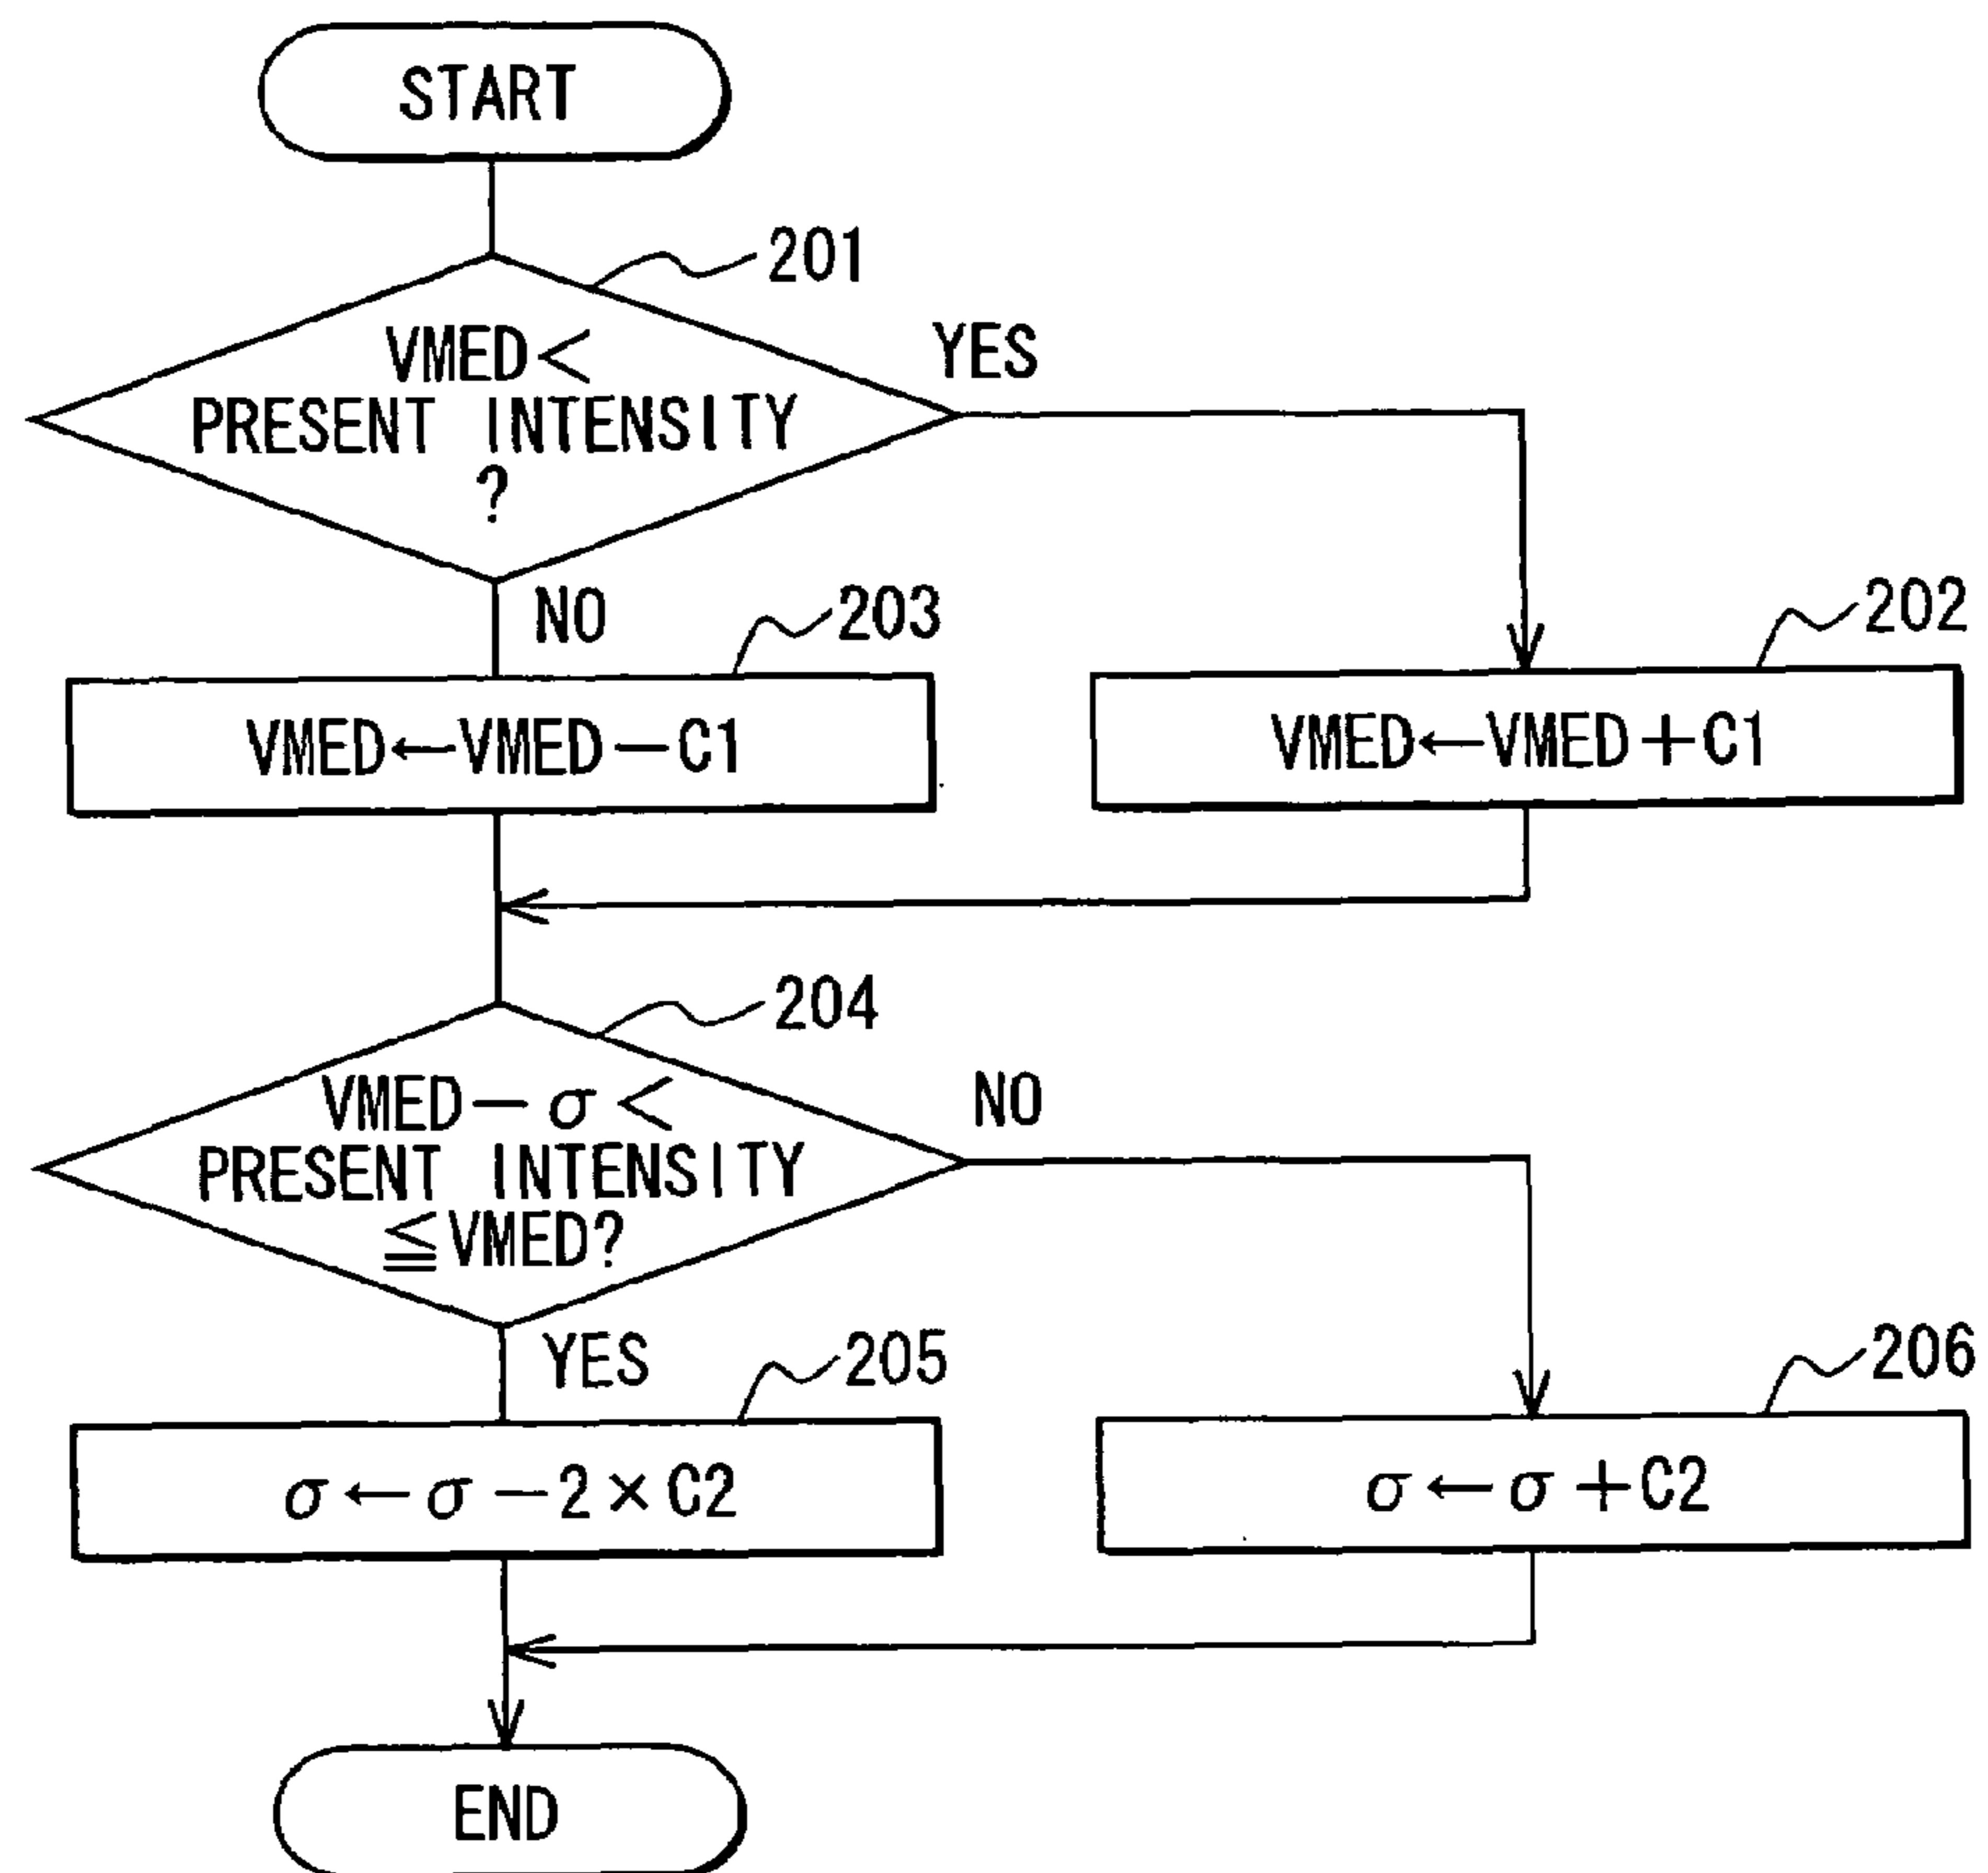 START
201
VMED<
PRESENT INTENSITY
?
YES
NO
203
202
VMED←VMED－C1
VMED←VMED＋C1
204
VMED－σ<
PRESENT INTENSITY
≦VMED?
NO
YES
205
206
σ←σ－2×C2
σ←σ＋C2
END